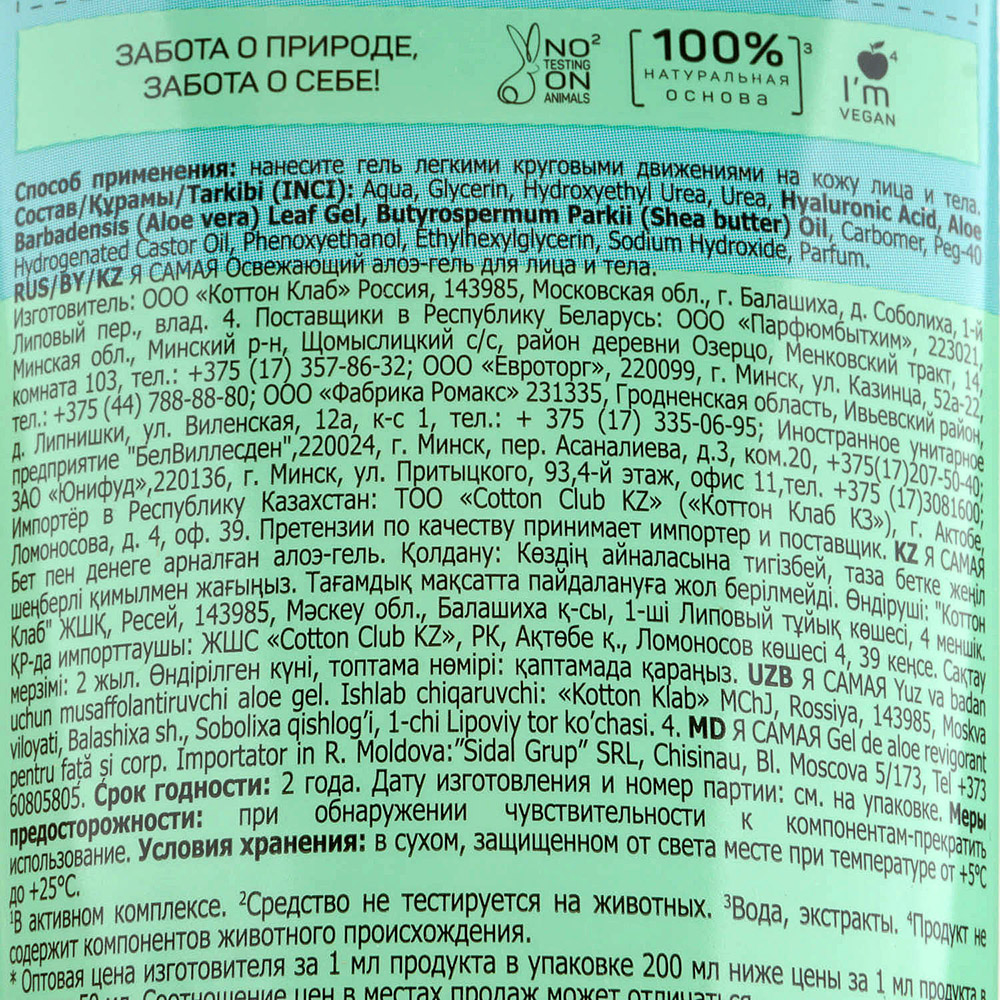 ЗАБОТА О ПРИРОДЕ,
ЗАБОТА О СЕБЕ!
NO²
TESTING
ON
ANIMALS
[100%]³
НАТУРАЛЬНАЯ
ОСНОВА
4
I'm
VEGAN
Способ применения: нанесите гель легкими круговыми движениями на кожу лица и тела.
Состав/Құрамы/Tarkibi (INCI): Aqua, Glycerin, Hydroxyethyl Urea, Urea, Hyaluronic Acid, Aloe
Barbadensis (Aloe vera) Leaf Gel, Butyrospermum Parkii (Shea butter) Oil, Carbomer, Peg-40
Hydrogenated Castor Oil, Phenoxyethanol, Ethylhexylglycerin, Sodium Hydroxide, Parfum.
RUS/BY/KZ Я САМАЯ Освежающий алоэ-гель для лица и тела.
Изготовитель: ООО «Коттон Клаб» Россия, 143985, Московская обл., г. Балашиха, д. Соболиха, 1-й
Липовый пер., влад. 4. Поставщики в Республику Беларусь: ООО «Парфюмбытхим», 223021,
Минская обл., Минский р-н, Щомыслицкий с/с, район деревни Озерцо, Менковский тракт, 14,
комната 103, тел.: +375 (17) 357-86-32; ООО «Евроторг», 220099, г. Минск, ул. Казинца, 52а-22,
тел.: +375 (44) 788-88-80; ООО «Фабрика Ромакс» 231335, Гродненская область, Ивьевский район,
д. Липнишки, ул. Виленская, 12а, к-с 1, тел.: + 375 (17) 335-06-95; Иностранное унитарное
предприятие "БелВиллесден",220024, г. Минск, пер. Асаналиева, д.3, ком.20, +375(17)207-50-40;
ЗАО «Юнифуд»,220136, г. Минск, ул. Притыцкого, 93,4-й этаж, офис 11,тел. +375 (17)3081600;
Импортёр в Республику Казахстан: ТОО «Cotton Club KZ» («Коттон Клаб КЗ»), г. Актобе,
Ломоносова, д. 4, оф. 39. Претензии по качеству принимает импортер и поставщик. KZ Я САМАЯ
Бет пен денеге арналған алоэ-гель. Қолдану: Көздің айналасына тигізбей, таза бетке женіл
шеңберлі қимылмен жағыңыз. Тағамдық мақсатта пайдалануға жол берілмейді. Өндіруші: "Коттон
Клаб" ЖШҚ, Ресей, 143985, Мәскеу обл., Балашиха қ-сы, 1-ші Липовый тұйық көшесі, 4 меншік.
ҚР-да импорттаушы: ЖШС «Cotton Club KZ», РК, Ақтөбе қ., Ломоносов көшесі 4, 39 кеңсе. Сақтау
мерзімі: 2 жыл. Өндірілген күні, топтама нөмірі: қаптамада қараңыз. UZB Я САМАЯ Yuz va badan
uchun musaffolantiruvchi aloe gel. Ishlab chiqaruvchi: «Kotton Klab» MChJ, Rossiya, 143985, Moskva
viloyati, Balashixa sh., Sobolixa qishlog'i, 1-chi Lipoviy tor ko'chasi. 4. MD Я САМАЯ Gel de aloe revigorant
pentru față și corp. Importator in R. Moldova:"Sidal Grup" SRL, Chisinau, Bl. Moscova 5/173, Tel +373
60805805. Срок годности: 2 года. Дату изготовления и номер партии: см. на упаковке. Меры
предосторожности: при обнаружении чувствительности к компонентам-прекратить
использование. Условия хранения: в сухом, защищенном от света месте при температуре от +5°C
до +25°C.
¹В активном комплексе. ²Средство не тестируется на животных. ³Вода, экстракты. ⁴Продукт не
содержит компонентов животного происхождения.
* Оптовая цена изготовителя за 1 мл продукта в упаковке 200 мл ниже цены за 1 мл продукта в
50 мл. Соотношение цен в местах продаж может отличаться.